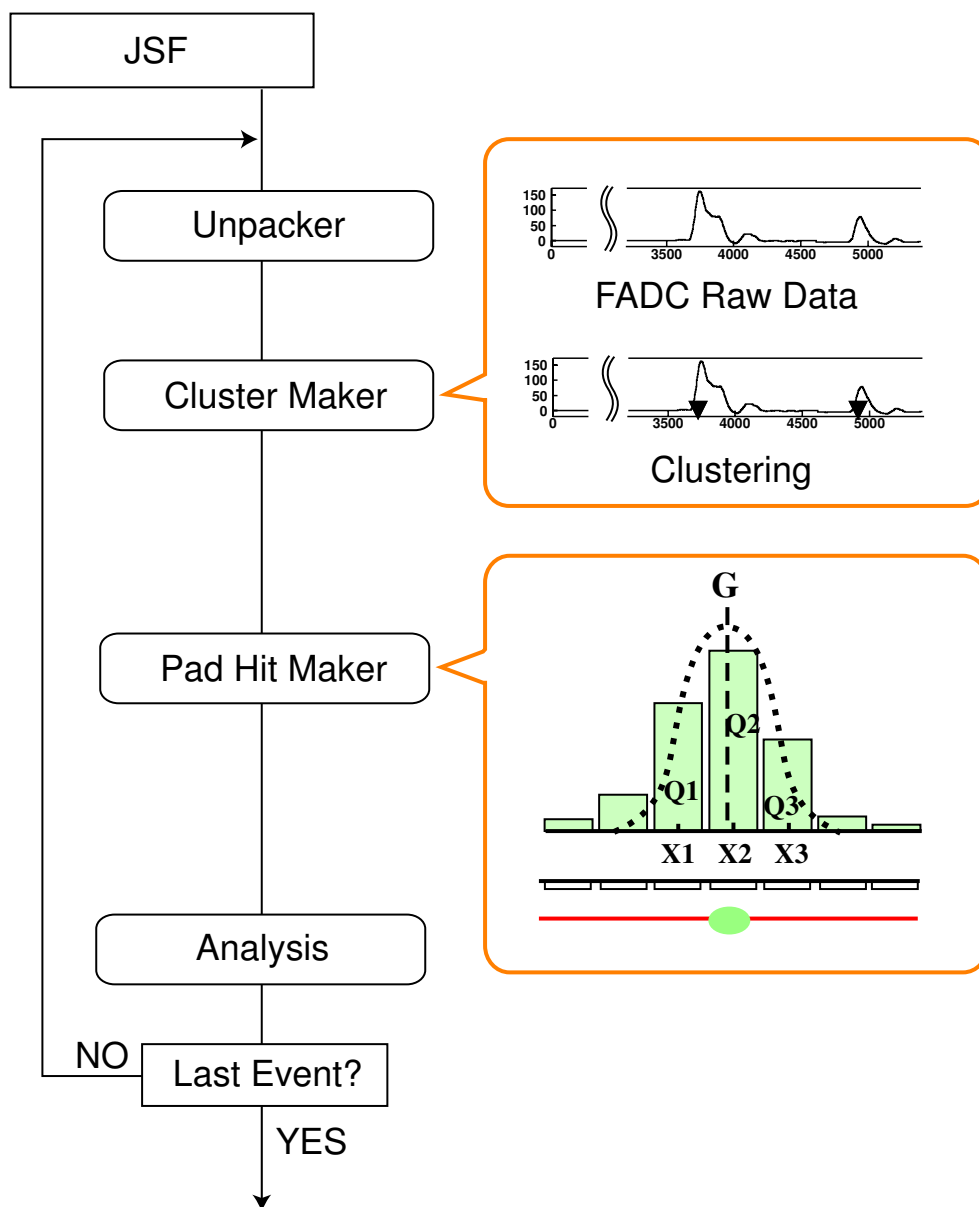 JSF
Unpacker
150
100
50
0
0 3500 4000 4500 5000
FADC Raw Data
Cluster Maker
150
100
50
0
0 3500 4000 4500 5000
Clustering
G
Pad Hit Maker
Q2
Q1 Q3
X1 X2 X3
Analysis
NO
Last Event?
YES